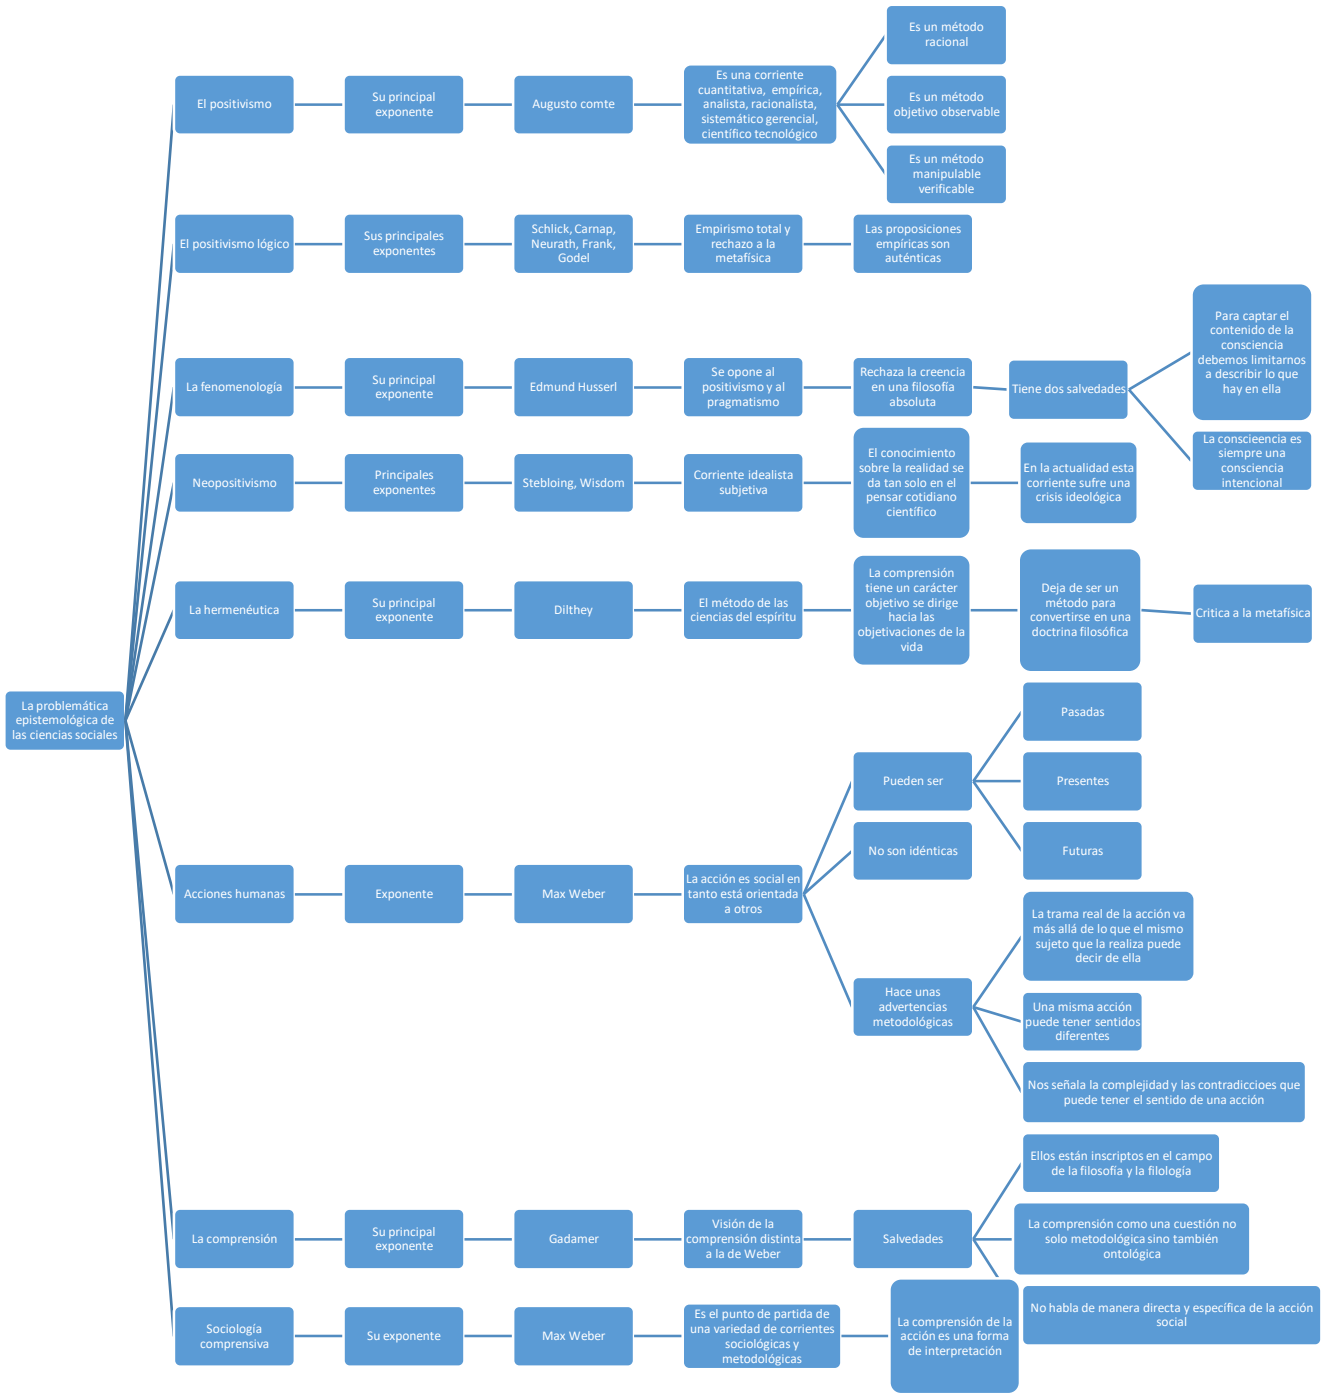 La problemática
epistemológica de
las ciencias sociales
El positivismo
Su principal
exponente
Augusto comte
Es una corriente
cuantitativa, empírica,
analista, racionalista,
sistemático gerencial,
científico tecnológico
Es un método
racional
Es un método
objetivo observable
Es un método
manipulable
verificable
El positivismo lógico
Sus principales
exponentes
Schlick, Carnap,
Neurath, Frank,
Godel
Empirismo total y
rechazo a la
metafísica
Las proposiciones
empíricas son
auténticas
La fenomenología
Su principal
exponente
Edmund Husserl
Se opone al
positivismo y al
pragmatismo
Rechaza la creencia
en una filosofía
absoluta
Tiene dos salvedades
Para captar el
contenido de la
consciencia
debemos limitarnos
a describir lo que
hay en ella
La conscieencia es
siempre una
consciencia
intencional
Neopositivismo
Principales
exponentes
Stebloing, Wisdom
Corriente idealista
subjetiva
El conocimiento
sobre la realidad se
da tan solo en el
pensar cotidiano
científico
En la actualidad esta
corriente sufre una
crisis ideológica
La hermenéutica
Su principal
exponente
Dilthey
El método de las
ciencias del espíritu
La comprensión
tiene un carácter
objetivo se dirige
hacia las
objetivaciones de la
vida
Deja de ser un
método para
convertirse en una
doctrina filosófica
Critica a la metafísica
Acciones humanas
Exponente
Max Weber
La acción es social en
tanto está orientada
a otros
Pueden ser
Pasadas
Presentes
Futuras
No son idénticas
Hace unas
advertencias
metodológicas
La trama real de la acción va
más allá de lo que el mismo
sujeto que la realiza puede
decir de ella
Una misma acción
puede tener sentidos
diferentes
Nos señala la complejidad y las contradiccioes que
puede tener el sentido de una acción
La comprensión
Su principal
exponente
Gadamer
Visión de la
comprensión distinta
a la de Weber
Salvedades
Ellos están inscriptos en el campo
de la filosofía y la filología
La comprensión como una cuestión no
solo metodológica sino también
ontológica
No habla de manera directa y específica de la acción
social
Sociología
comprensiva
Su exponente
Max Weber
Es el punto de partida de
una variedad de corrientes
sociológicas y
metodológicas
La comprensión de la
acción es una forma
de interpretación